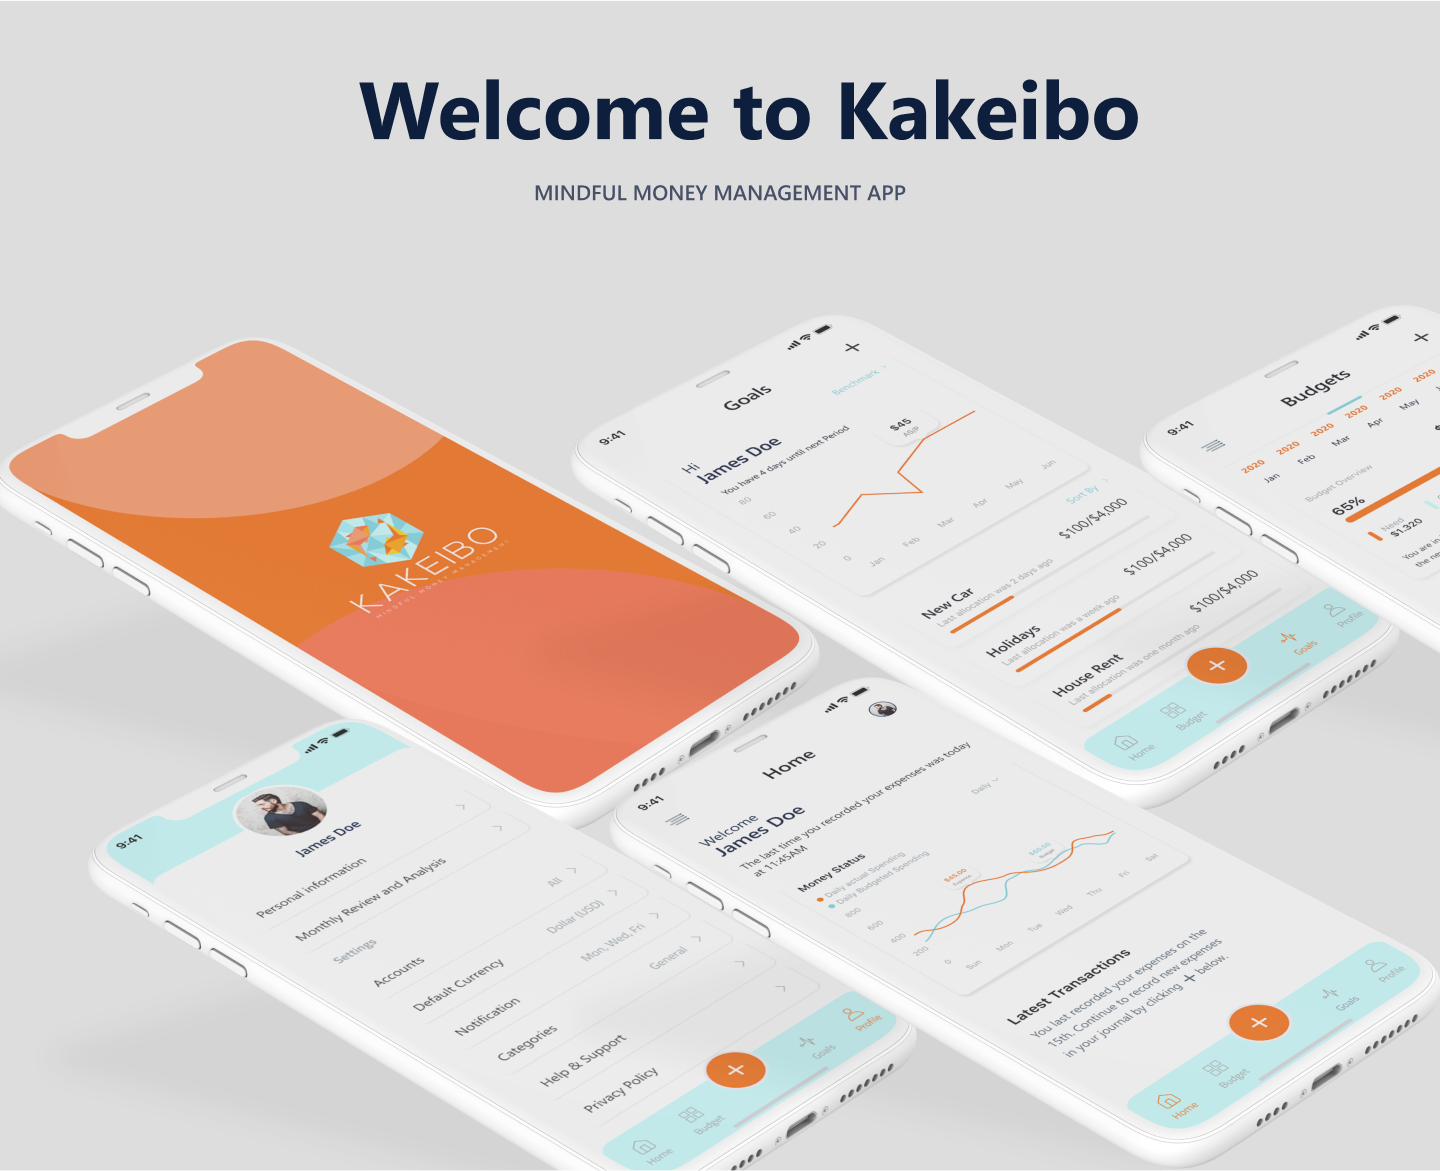 Welcome to Kakeibo
MINDFUL MONEY MANAGEMENT APP
KAKEIBO
MINDFUL MONEY MANAGEMENT
9:41
Goals
Benchmark
Hi
James Doe
You have 4 days until next Period
$45
80
60
40
20
0
Jan
Feb
Mar
Apr
May
Jun
Sort By
New Car
$100/$4,000
Last allocation was 2 days ago
Holidays
$100/$4,000
Last allocation was a week ago
House Rent
$100/$4,000
Last allocation was one month ago
Home
Budget
Goals
Profile
9:41
Budgets
2020
2020
2020
2020
2020
2020
Jan
Feb
Mar
Apr
May
Budget Overview
65%
Need
$1.320
You are in
9:41
James Doe
Personal information
Monthly Review and Analysis
Settings
Accounts
All
Default Currency
Dollar (USD)
Notification
Mon, Wed, Fri
Categories
General
Help & Support
Privacy Policy
Home
Budget
Goals
Profile
9:41
Home
Welcome
James Doe
The last time you recorded your expenses was today
at 11:45AM
Daily
Money Status
Daily actual Spending
Daily Budgeted Spending
$45.00
Expense
$60.00
Budget
800
600
400
200
0
Sun
Mon
Tue
Wed
Thu
Fri
Sat
Latest Transactions
You last recorded your expenses on the
15th. Continue to record new expenses
in your journal by clicking + below.
Home
Budget
Goals
Profile